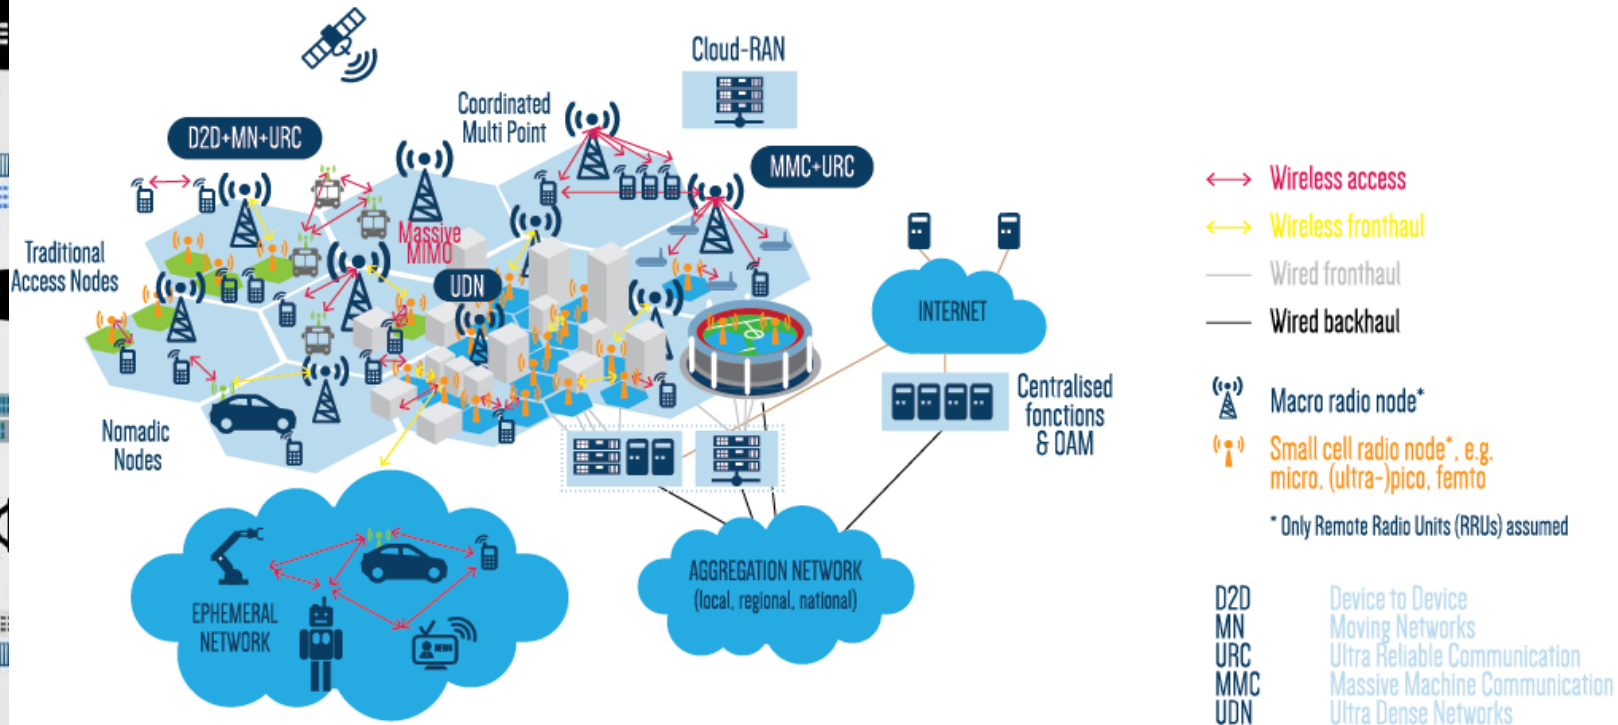 Cloud-RAN
Coordinated
Multi Point
D2D+MN+URC
MMC+URC
Massive
MIMO
Traditional
Access Nodes
UDN
INTERNET
Centralised
fonctions
& OAM
Nomadic
Nodes
AGGREGATION NETWORK
(local, regional, national)
EPHEMERAL
NETWORK
NEWS
Wireless access
Wireless fronthaul
Wired fronthaul
Wired backhaul
Macro radio node*
Small cell radio node*, e.g.
micro, (ultra-)pico, femto
* Only Remote Radio Units (RRUs) assumed
D2D Device to Device
MN Moving Networks
URC Ultra Reliable Communication
MMC Massive Machine Communication
UDN Ultra Dense Networks